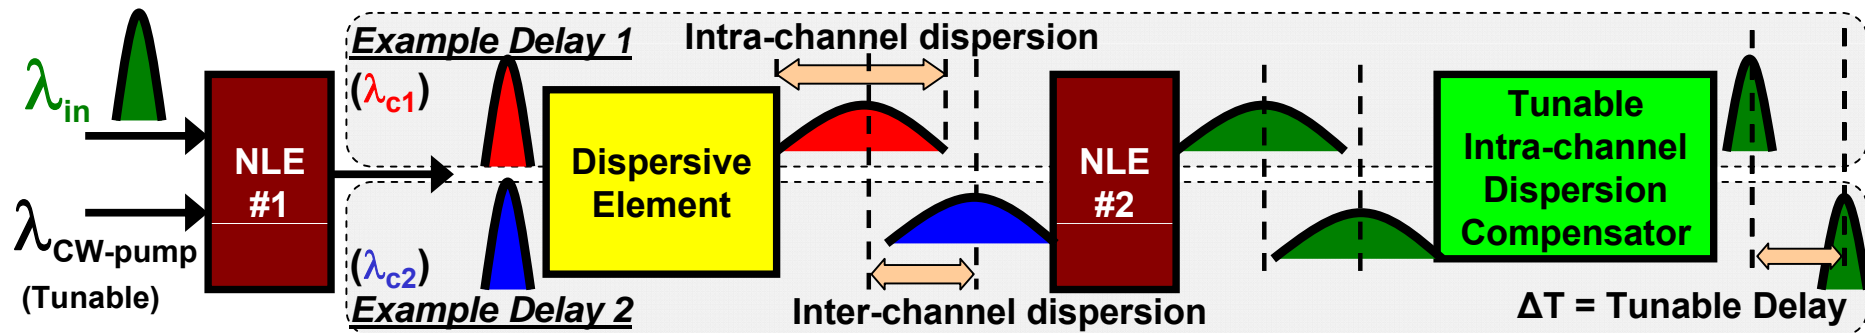 λin
λCW-pump
(Tunable)
NLE
#1
Example Delay 1
(λc1)
(λc2)
Example Delay 2
Dispersive
Element
Intra-channel dispersion
Inter-channel dispersion
NLE
#2
Tunable
Intra-channel
Dispersion
Compensator
ΔT = Tunable Delay